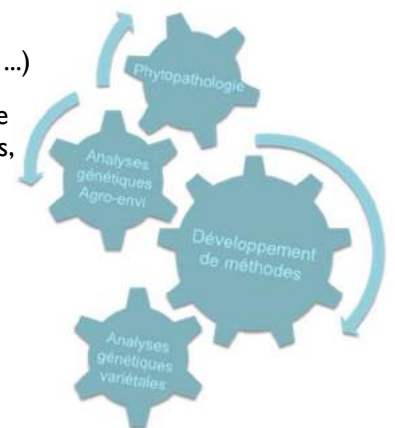 ...)
Phytopathologie
e
s,
Analyses
génétiques
Agro-envi
Développement
de méthodes
Analyses
génétiques
variétales